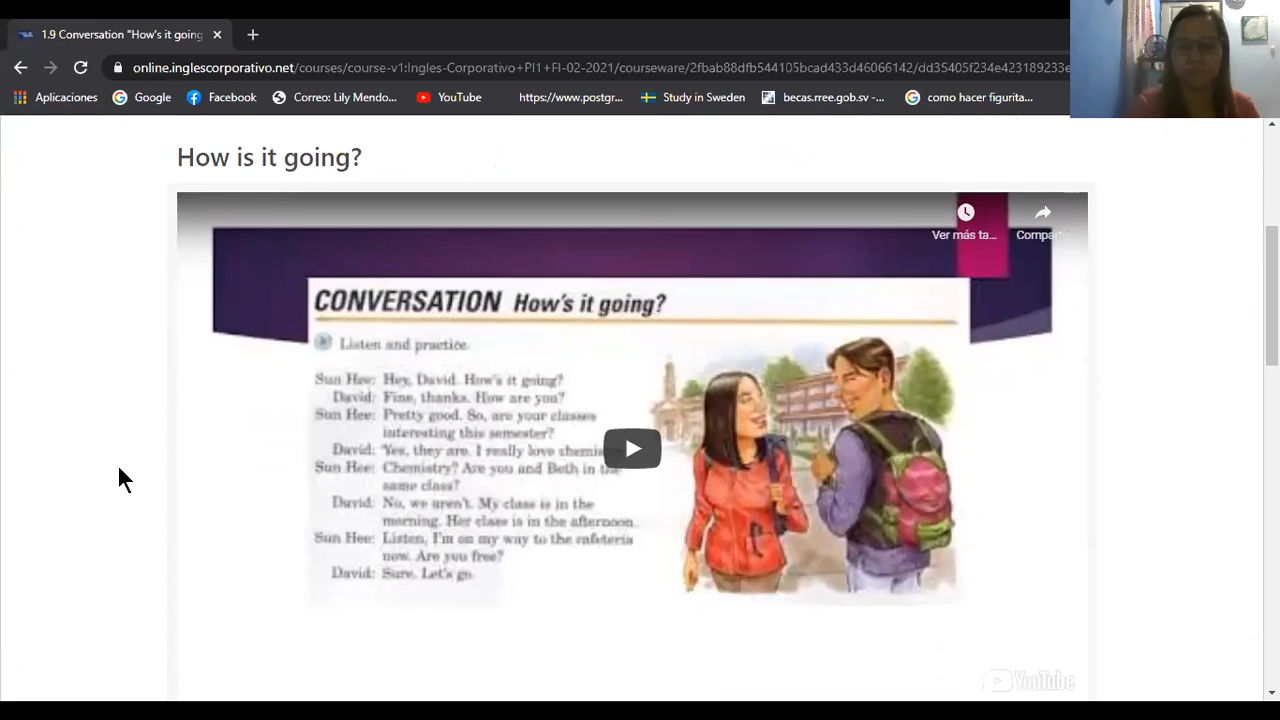 1.9 Conversation "How's it going
online.inglescorporativo.net/courses/course-v1:Ingles-Corporativo+PI1+FI-02-2021/courseware/2fbab88dfb544105bcad433d46066142/dd35405f234e423189233e
Aplicaciones Google Facebook Correo: Lily Mendo... YouTube https://www.postgr... Study in Sweden becas.rree.gob.sv -... como hacer figurita...
How is it going?
Ver más ta... Comparti
CONVERSATION How's it going?
Listen and practice.
Sun Hee: Hey, David. How's it going?
David: Fine, thanks. How are you?
Sun Hee: Pretty good. So, are your classes
interesting this semester?
David: Yes, they are. I really love
Sun Hee: Chemistry? Are you and Beth in the
same class?
David: No, we aren't. My class is in the
morning. Her class is in the afternoon.
Sun Hee: Listen, I'm on my way to the cafeteria
now. Are you free?
David: Sure. Let's go.
YouTube